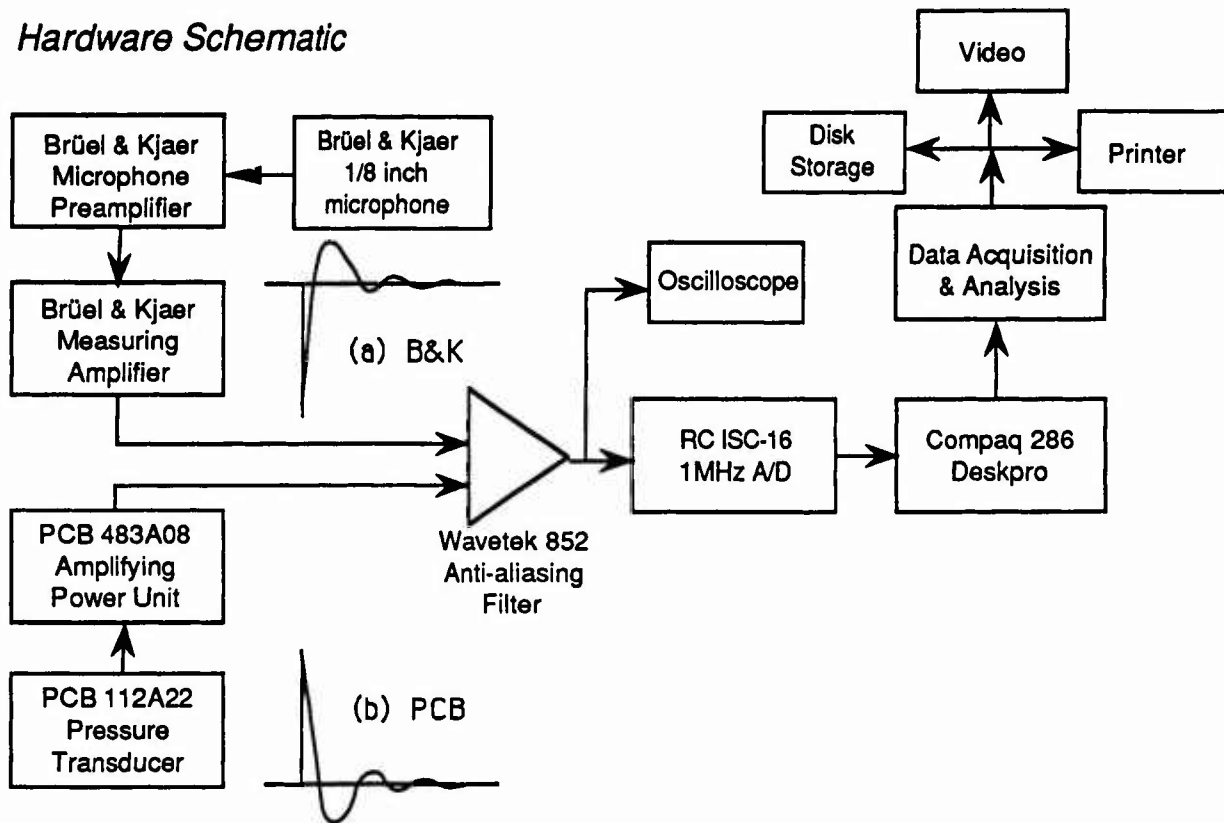 Hardware Schematic
Video
Brüel & Kjaer
Microphone
Preamplifier
Brüel & Kjaer
1/8 inch
microphone
Disk
Storage
Printer
Data Acquisition
& Analysis
Oscilloscope
Brüel & Kjaer
Measuring
Amplifier
(a) B&K
RC ISC-16
1MHz A/D
Compaq 286
Deskpro
Wavetek 852
Anti-aliasing
Filter
PCB 483A08
Amplifying
Power Unit
PCB 112A22
Pressure
Transducer
(b) PCB